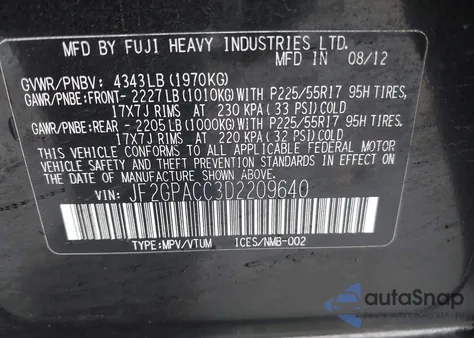 MFD BY FUJI HEAVY INDUSTRIES LTD.
MFD IN 08/12
GVWR/PNBV: 4343LB (1970KG)
GAWR/PNBE:FRONT- 2227LB (1010KG)WITH P225/55R17 95H TIRES,
17X7J RIMS AT 230 KPA (33 PSI)COLD
GAWR/PNBE:REAR - 2205LB (1000KG)WITH P225/55R17 95H TIRES,
17X7J RIMS AT 220 KPA (32 PSI)COLD
THIS VEHICLE CONFORMS TO ALL APPLICABLE FEDERAL MOTOR
VEHICLE SAFETY AND THEFT PREVENTION STANDARDS IN EFFECT
ON THE DATE OF MANUFACTURE SHOWN ABOVE.
VIN: JF2GPACC3D2209640
TYPE:MPV/VTUM ICES/NMB-002
autoSnap